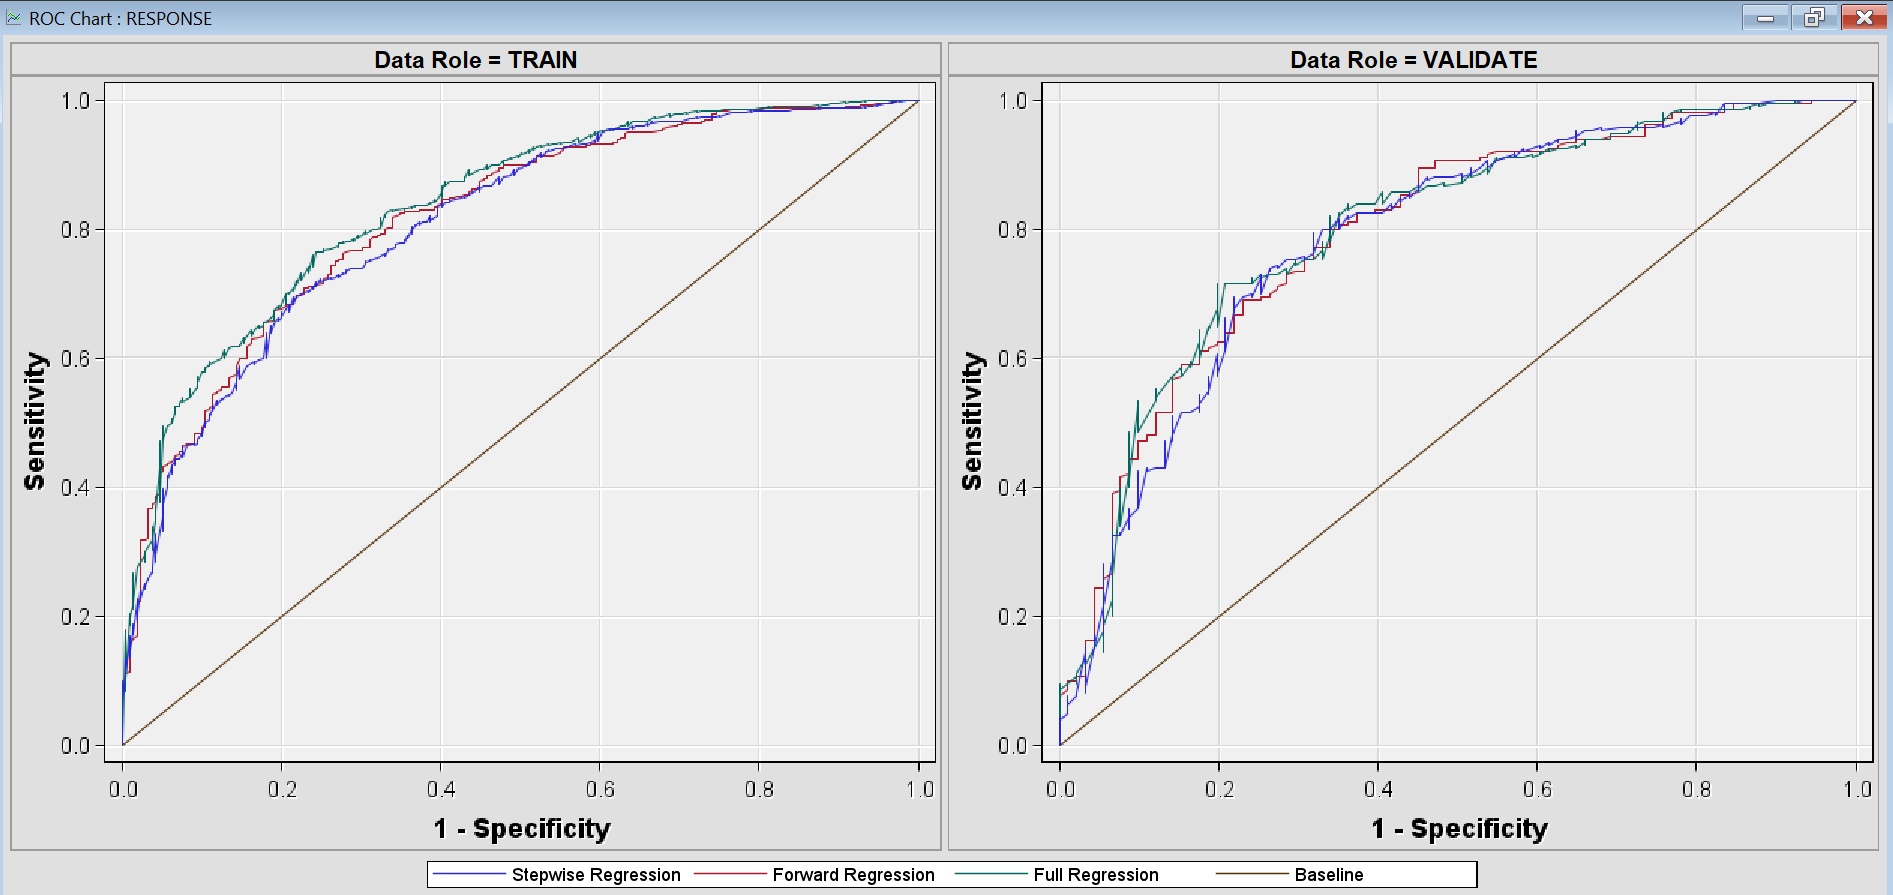 ROC Chart : RESPONSE
Data Role = TRAIN
1.0
0.8
0.6
0.4
0.2
0.0
Sensitivity
0.0 0.2 0.4 0.6 0.8 1.0
1 - Specificity
Data Role = VALIDATE
1.0
0.8
0.6
0.4
0.2
0.0
Sensitivity
0.0 0.2 0.4 0.6 0.8 1.0
1 - Specificity
Stepwise Regression Forward Regression Full Regression Baseline